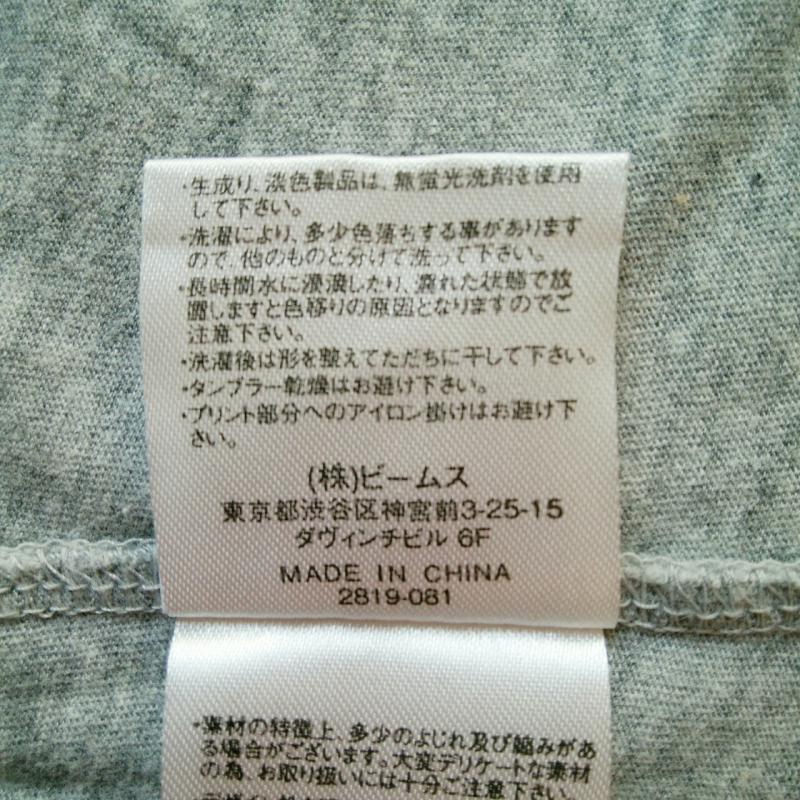 ・生成り、淡色製品は、無蛍光洗剤を使用
して下さい。
・洗濯により、多少色落ちする事があります
ので、他のものと分けて洗って下さい。
・長時間水に浸漬したり、濡れた状態で放
置しますと色移りの原因となりますのでご
注意下さい。
・洗濯後は形を整えてただちに干して下さい。
・タンブラー乾燥はお避け下さい。
・プリント部分へのアイロン掛けはお避け下
さい。
(株)ビームス
東京都渋谷区神宮前3-25-15
ダヴィンチビル 6F
MADE IN CHINA
2819-081
・素材の特徴上、多少のよじれ及び縮みがあ
る場合がございます。大変デリケートな素材
の為、お取り扱いには十分ご注意下さい。